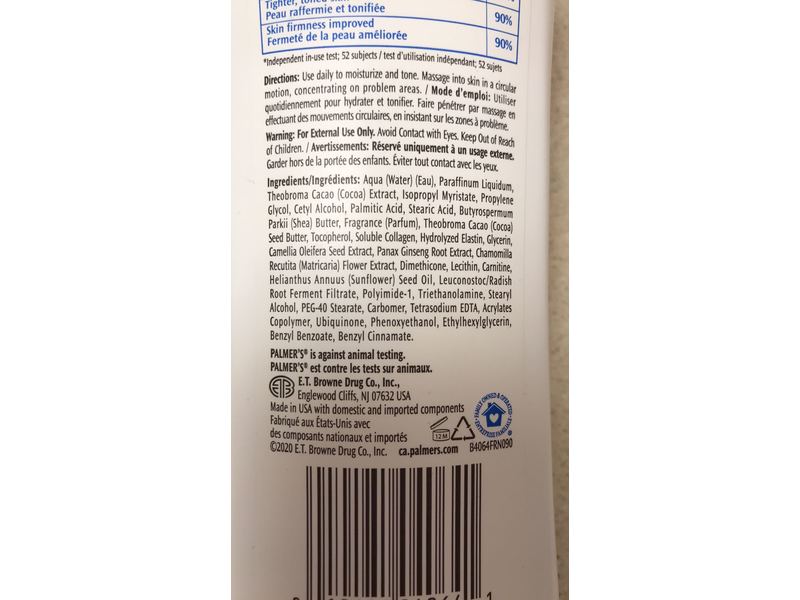 Tighter, toned skin
Peau raffermie et tonifiée
90%
Skin firmness improved
Fermeté de la peau améliorée
90%
*Independent in-use test; 52 subjects / test d'utilisation indépendant; 52 sujets
Directions: Use daily to moisturize and tone. Massage into skin in a circular
motion, concentrating on problem areas. / Mode d'emploi: Utiliser
quotidiennement pour hydrater et tonifier. Faire pénétrer par massage en
effectuant des mouvements circulaires, en insistant sur les zones à problème.
Warning: For External Use Only. Avoid Contact with Eyes. Keep Out of Reach
of Children. / Avertissements: Réservé uniquement à un usage externe.
Garder hors de la portée des enfants. Éviter tout contact avec les yeux.
Ingredients/Ingrédients: Aqua (Water) (Eau), Paraffinum Liquidum,
Theobroma Cacao (Cocoa) Extract, Isopropyl Myristate, Propylene
Glycol, Cetyl Alcohol, Palmitic Acid, Stearic Acid, Butyrospermum
Parkii (Shea) Butter, Fragrance (Parfum), Theobroma Cacao (Cocoa)
Seed Butter, Tocopherol, Soluble Collagen, Hydrolyzed Elastin, Glycerin,
Camellia Oleifera Seed Extract, Panax Ginseng Root Extract, Chamomilla
Recutita (Matricaria) Flower Extract, Dimethicone, Lecithin, Carnitine,
Helianthus Annuus (Sunflower) Seed Oil, Leuconostoc/Radish
Root Ferment Filtrate, Polyimide-1, Triethanolamine, Stearyl
Alcohol, PEG-40 Stearate, Carbomer, Tetrasodium EDTA, Acrylates
Copolymer, Ubiquinone, Phenoxyethanol, Ethylhexylglycerin,
Benzyl Benzoate, Benzyl Cinnamate.
PALMER'S® is against animal testing.
PALMER'S® est contre les tests sur animaux.
ETB
E.T. Browne Drug Co., Inc.,
Englewood Cliffs, NJ 07632 USA
Made in USA with domestic and imported components
Fabriqué aux États-Unis avec
des composants nationaux et importés
©2020 E.T. Browne Drug Co., Inc. ca.palmers.com
12 M
FAMILY OWNED & OPERATED
ENTREPRISE FAMILIALE
B4064FRN090
1